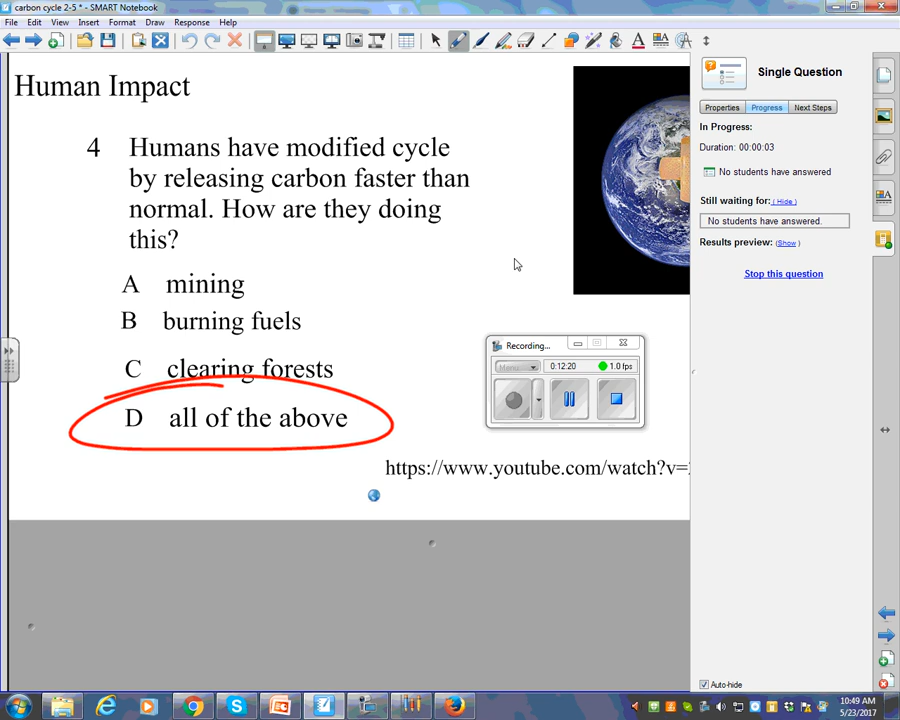 carbon cycle 2-5 * - SMART Notebook
File Edit View Insert Format Draw Response Help
Human Impact
4 Humans have modified cycle
by releasing carbon faster than
normal. How are they doing
this?
A mining
B burning fuels
C clearing forests
D all of the above
https://www.youtube.com/watch?v=
Recording...
Menu
0:12:20
1.0 fps
Single Question
Properties Progress Next Steps
In Progress:
Duration: 00:00:03
No students have answered
Still waiting for: ( Hide )
No students have answered.
Results preview: (Show )
Stop this question
Auto-hide
10:49 AM
5/23/2017